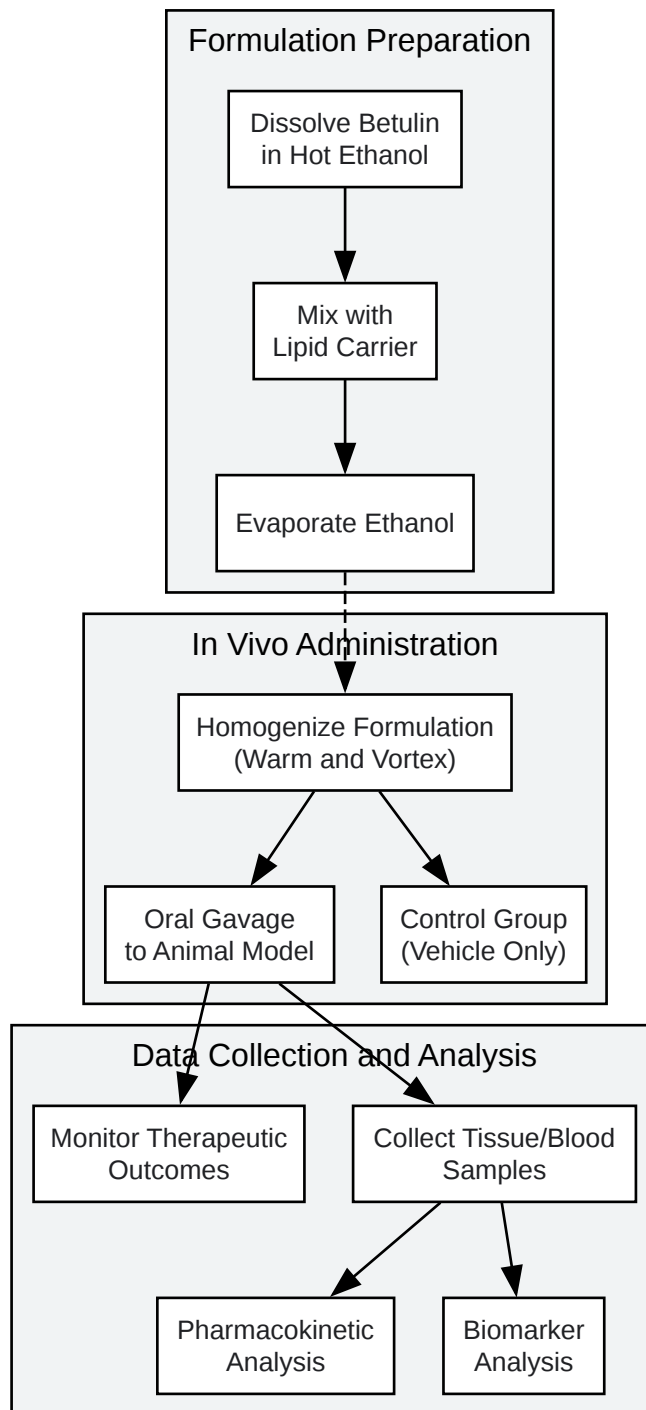 Formulation Preparation
Dissolve Betulin
in Hot Ethanol
Mix with
Lipid Carrier
Evaporate Ethanol
In Vivo Administration
Homogenize Formulation
(Warm and Vortex)
Oral Gavage
to Animal Model
Control Group
(Vehicle Only)
Data Collection and Analysis
Monitor Therapeutic
Outcomes
Collect Tissue/Blood
Samples
Pharmacokinetic
Analysis
Biomarker
Analysis